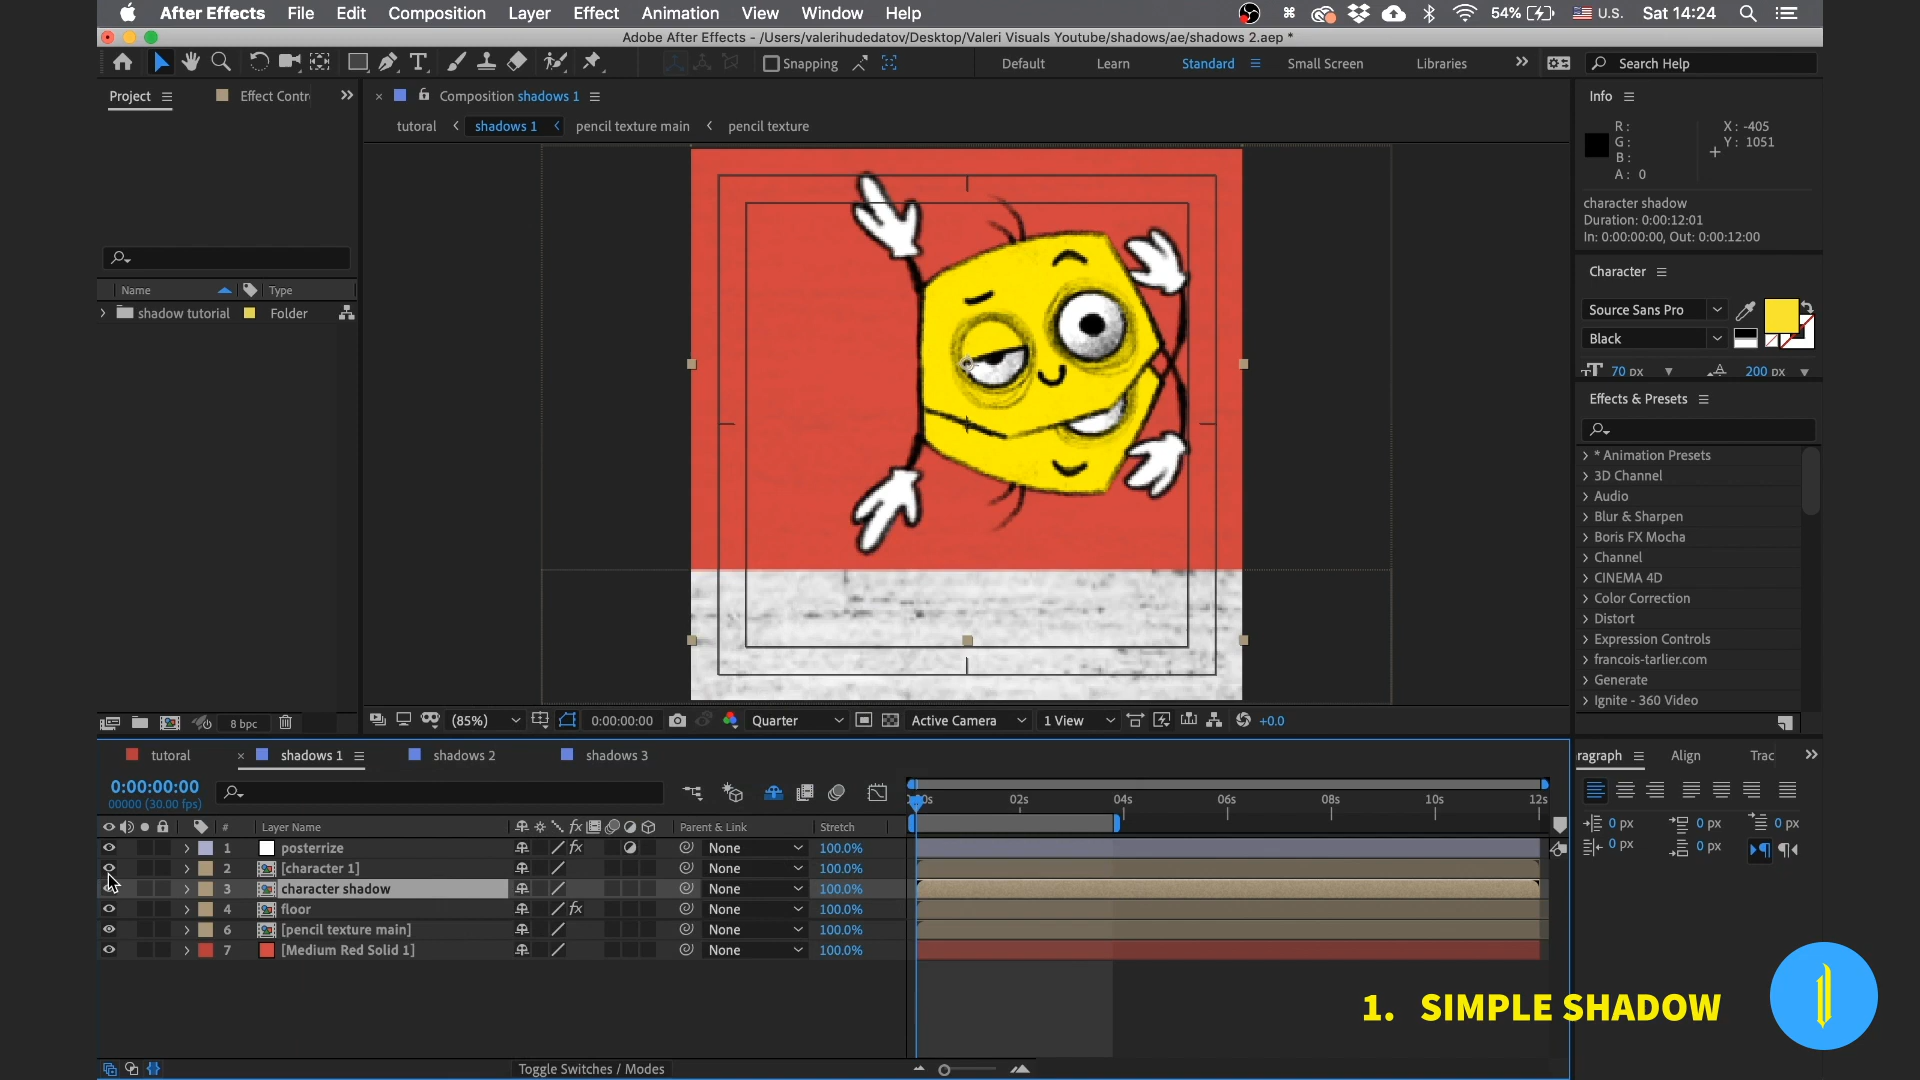 After Effects File Edit Composition Layer Effect Animation View Window Help 54% U.S. Sat 14:24
Adobe After Effects - /Users/valerihudedatov/Desktop/Valeri Visuals Youtube/shadows/ae/shadows 2.aep *
Snapping Default Learn Standard Small Screen Libraries Search Help
Project Effect Contr Composition shadows 1 Info
tutoral shadows 1 pencil texture main pencil texture
R: X: -405
G: Y: 1051
B:
A: 0
character shadow
Duration: 0:00:12:01
In: 0:00:00:00, Out: 0:00:12:00
Character
Name Type
shadow tutorial Folder
Source Sans Pro
Black
70 px 200 px
Effects & Presets
* Animation Presets
3D Channel
Audio
Blur & Sharpen
Boris FX Mocha
Channel
CINEMA 4D
Color Correction
Distort
Expression Controls
francois-tarlier.com
Generate
Ignite - 360 Video
8 bpc (85%) 0:00:00:00 Quarter Active Camera 1 View +0.0
tutoral shadows 1 shadows 2 shadows 3 ragraph Align Trac
0:00:00:00
00000 (30.00 fps)
02s 04s 06s 08s 10s 12s
# Layer Name Parent & Link Stretch
1 posterrize None 100.0%
2 [character 1] None 100.0%
3 character shadow None 100.0%
4 floor None 100.0%
6 [pencil texture main] None 100.0%
7 [Medium Red Solid 1] None 100.0%
0 px 0 px 0 px
0 px 0 px
1. SIMPLE SHADOW
Toggle Switches / Modes